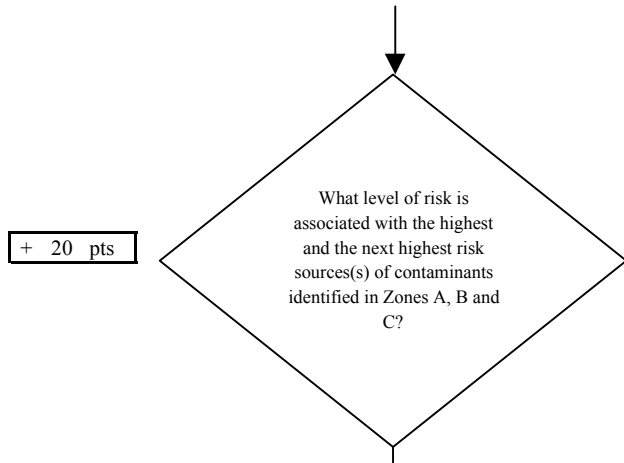 + 20 pts
What level of risk is
associated with the highest
and the next highest risk
sources(s) of contaminants
identified in Zones A, B and
C?